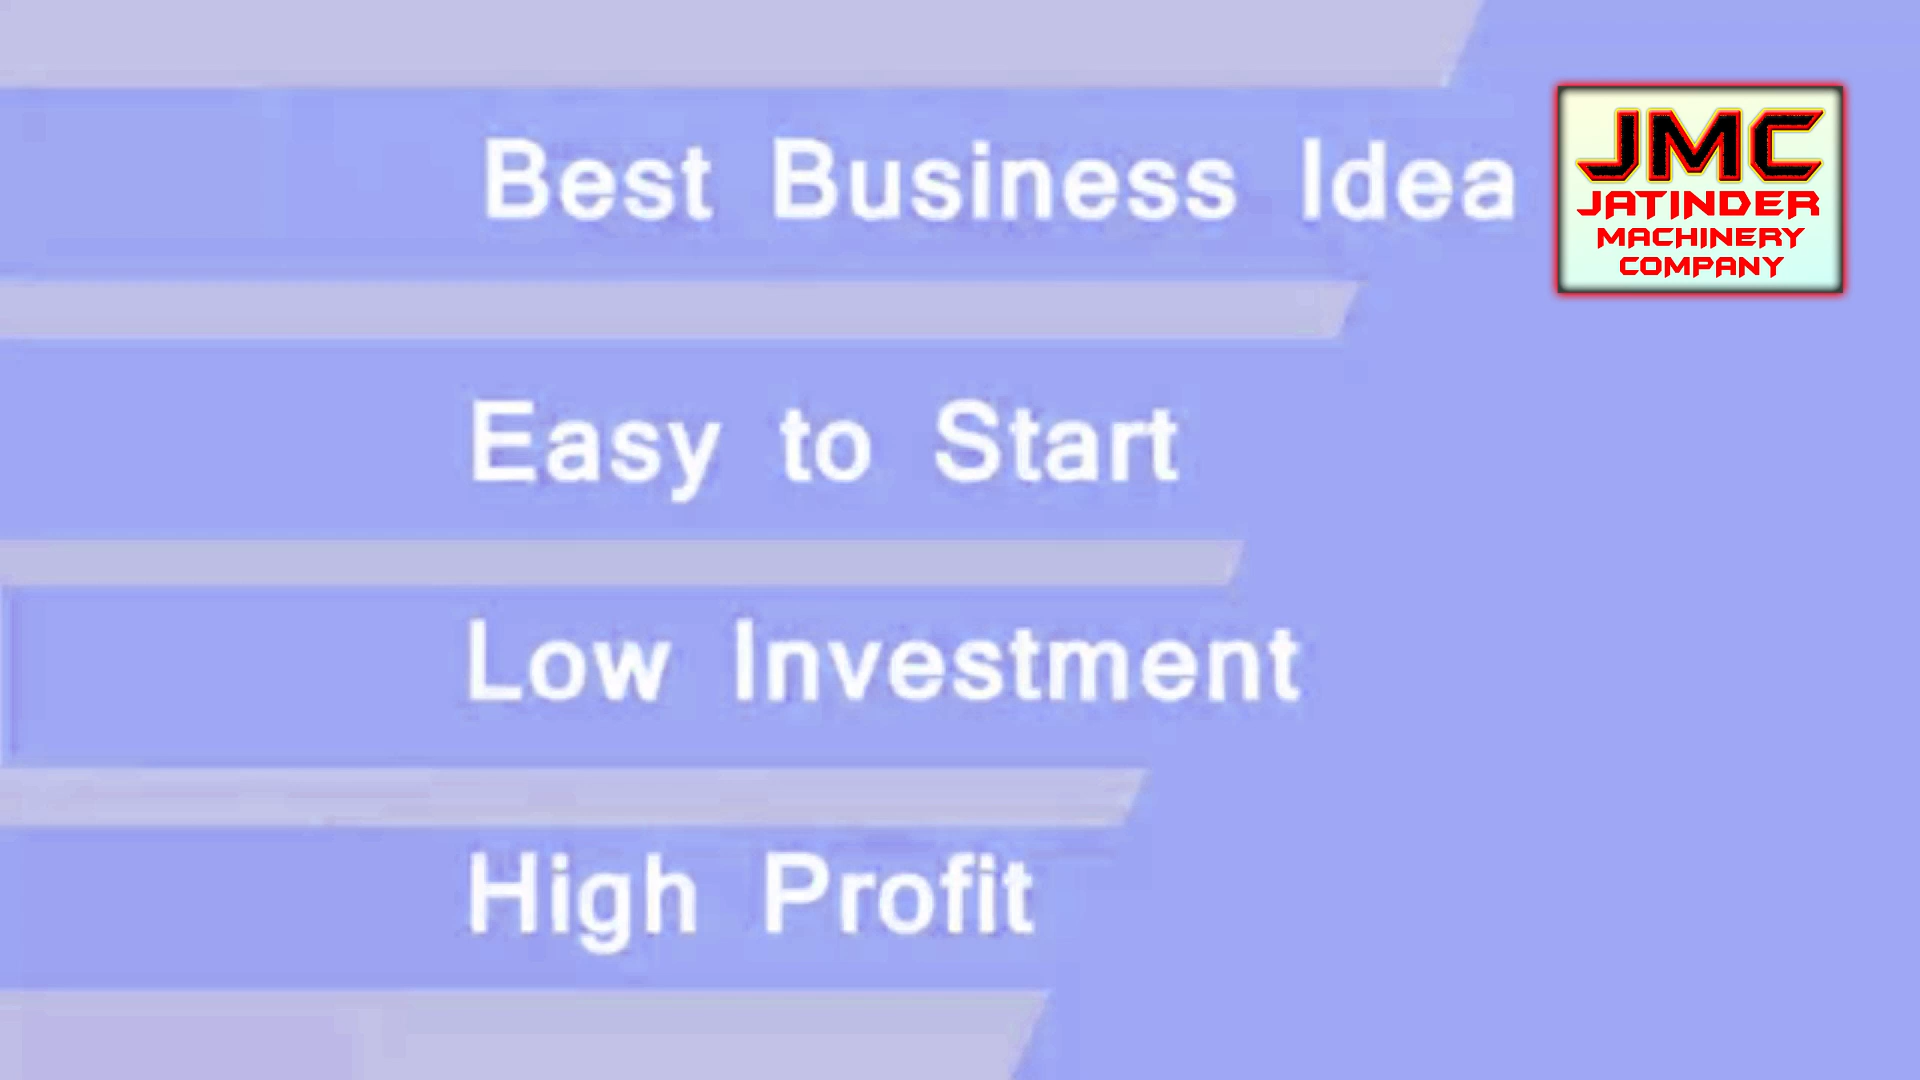 Best Business Idea
JMC
JATINDER
MACHINERY
COMPANY
Easy to Start
Low Investment
High Profit